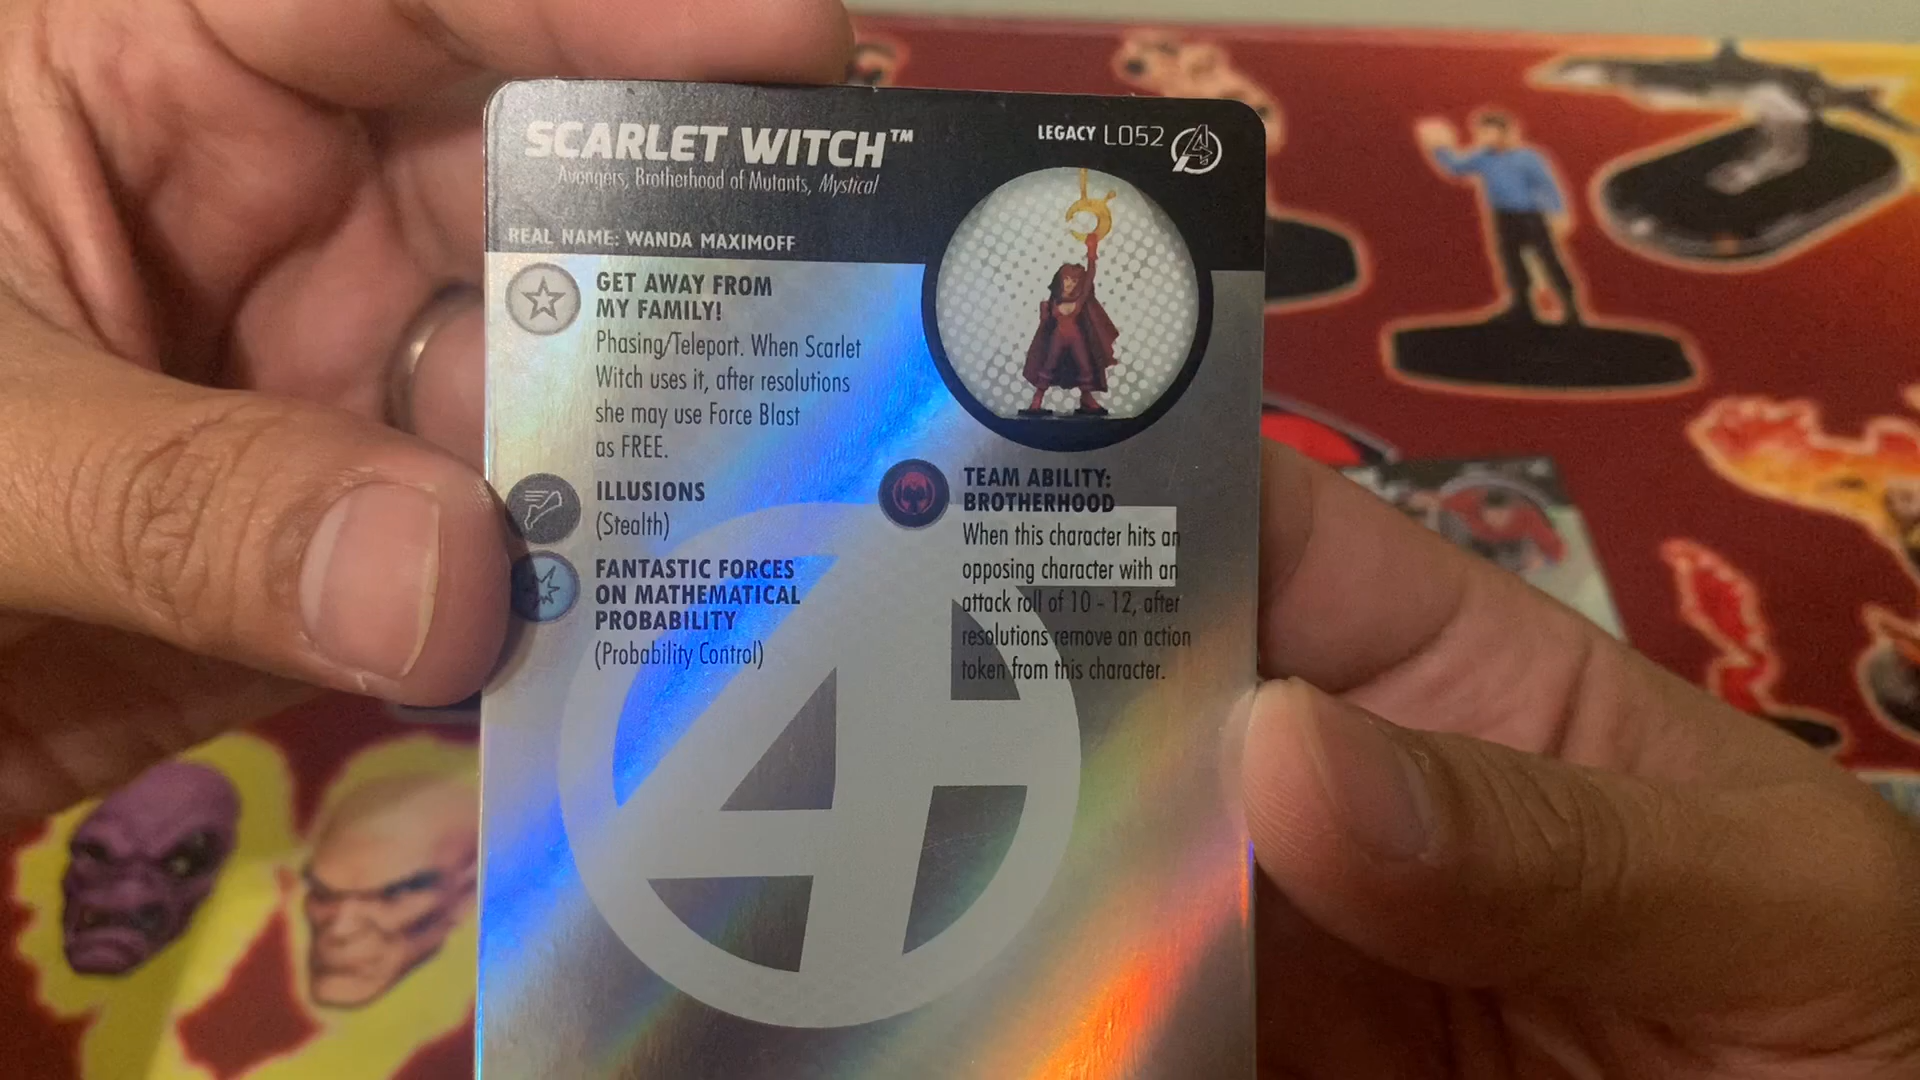 SCARLET WITCH™
LEGACY L052
Avengers, Brotherhood of Mutants, Mystical
REAL NAME: WANDA MAXIMOFF
GET AWAY FROM
MY FAMILY!
Phasing/Teleport. When Scarlet
Witch uses it, after resolutions
she may use Force Blast
as FREE.
ILLUSIONS
(Stealth)
FANTASTIC FORCES
ON MATHEMATICAL
PROBABILITY
(Probability Control)
TEAM ABILITY:
BROTHERHOOD
When this character hits an
opposing character with an
attack roll of 10 - 12, after
resolutions remove an action
token from this character.